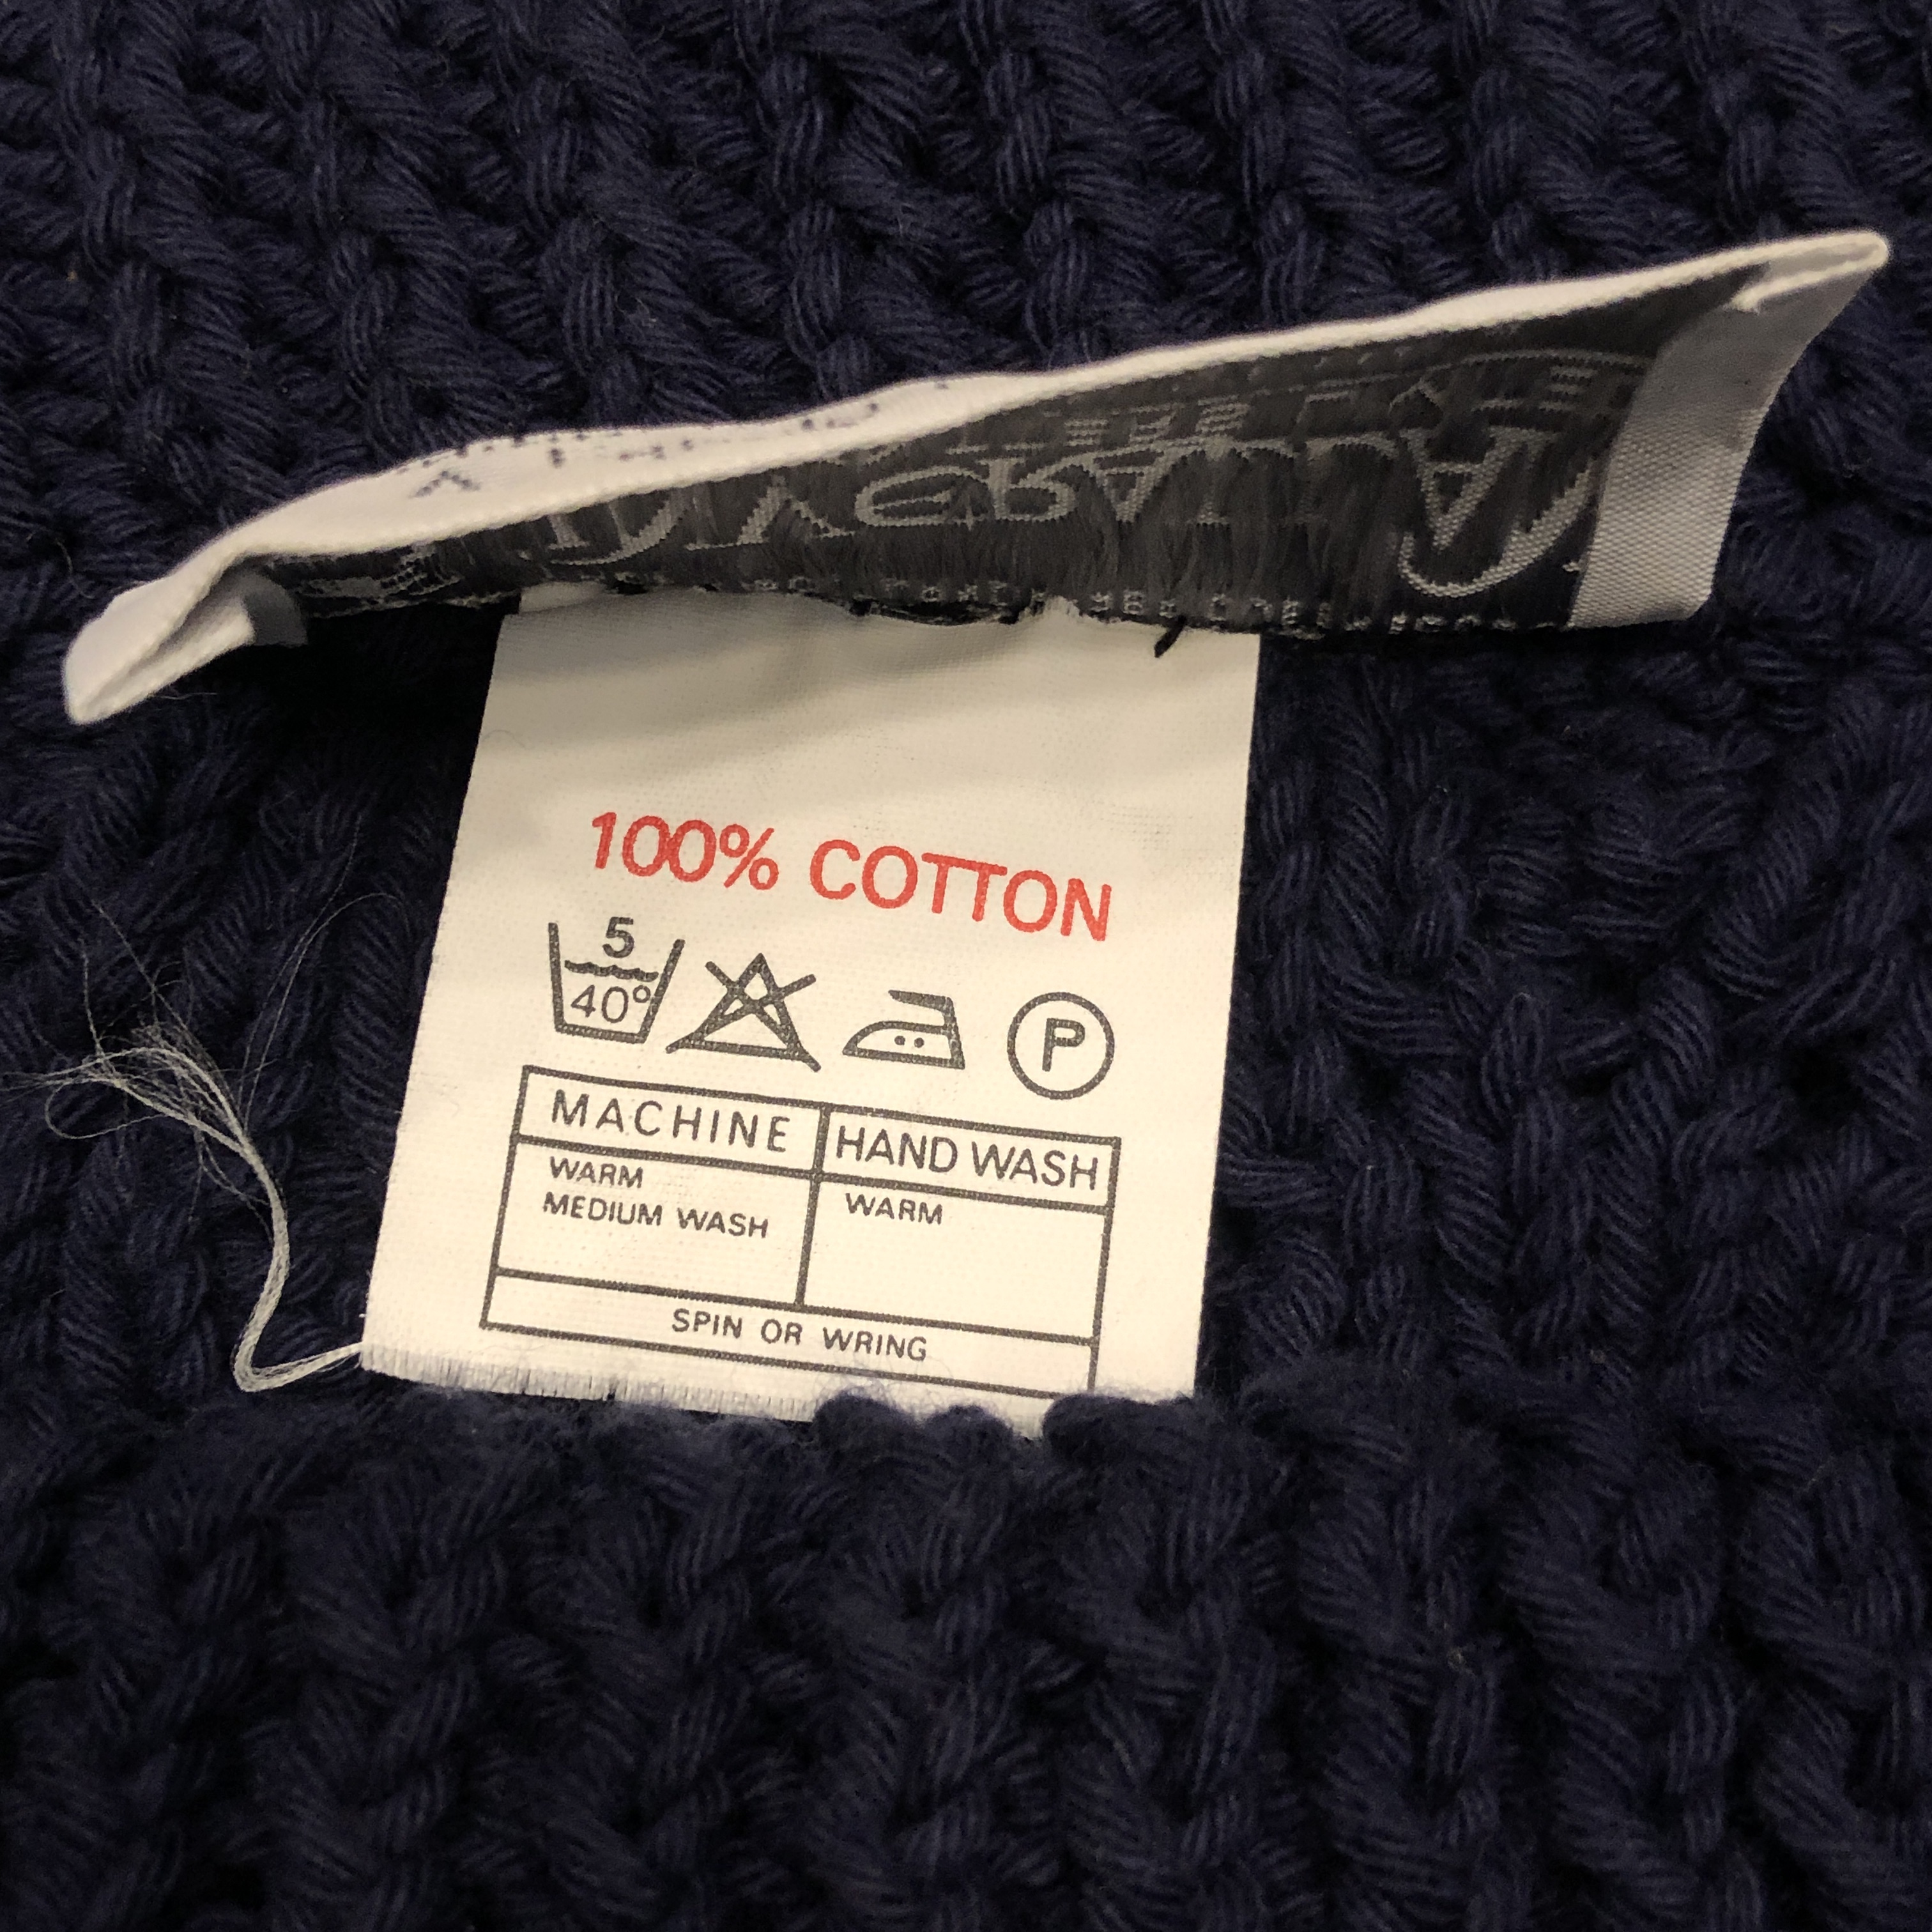 100% COTTON
5
40°
P
MACHINE HAND WASH
WARM WARM
MEDIUM WASH
SPIN OR WRING